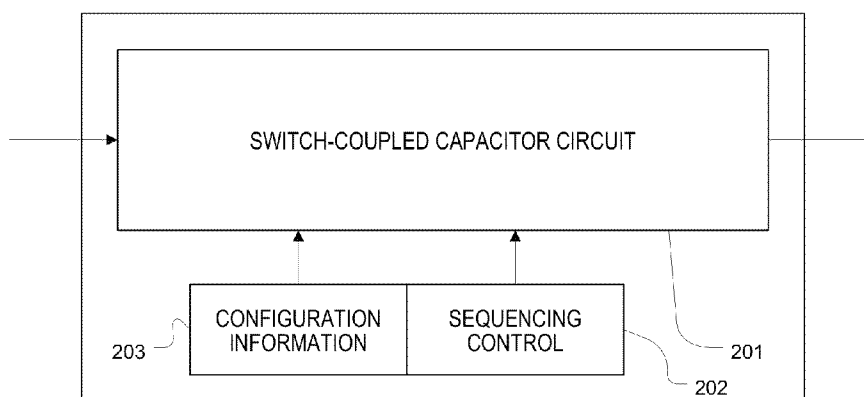 SWITCH-COUPLED CAPACITOR CIRCUIT
CONFIGURATION
INFORMATION
SEQUENCING
CONTROL
203
201
202